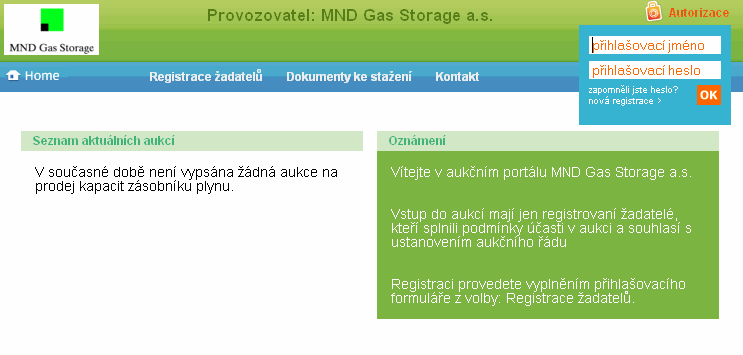 Provozovatel: MND Gas Storage a.s.
Autorizace
MND Gas Storage
přihlašovací jméno
přihlašovací heslo
zapomněli jste heslo?
nová registrace >
OK
Home
Registrace žadatelů
Dokumenty ke stažení
Kontakt
Seznam aktuálních aukcí
V současné době není vypsána žádná aukce na
prodej kapacit zásobníku plynu.
Oznámení
Vítejte v aukčním portálu MND Gas Storage a.s.
Vstup do aukcí mají jen registrovaní žadatelé,
kteří splnili podmínky účasti v aukci a souhlasí s
ustanovením aukčního řádu
Registraci provedete vyplněním přihlašovacího
formuláře z volby: Registrace žadatelů.